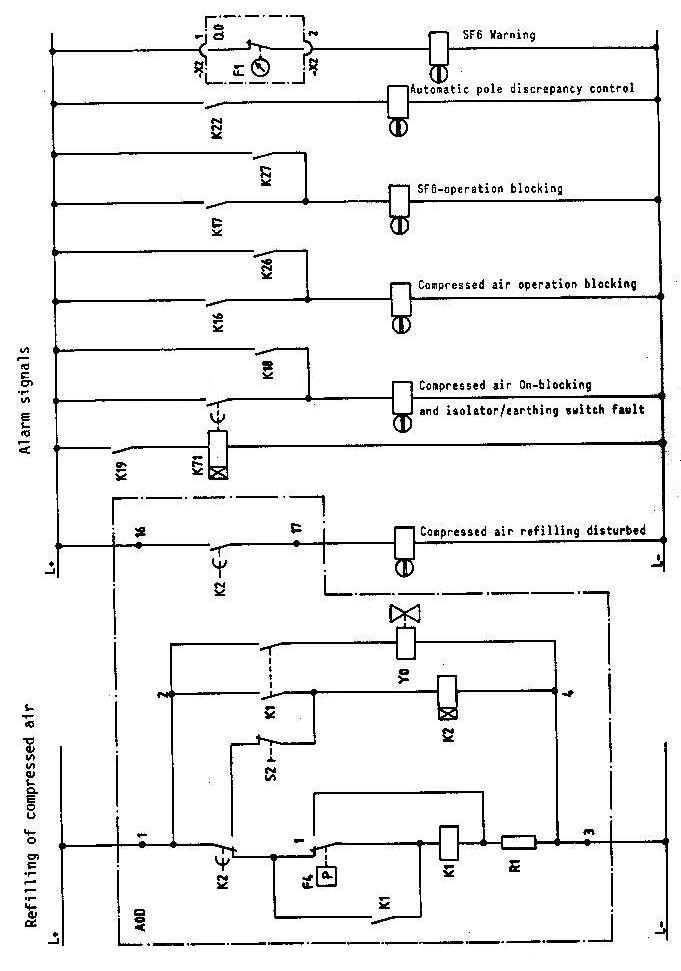 SF6 Warning
1
0.0
2
-X2
F1
-X2
Automatic pole discrepancy control
K22
K27
SF6-operation blocking
K17
K26
Compressed air operation blocking
K16
K18
Compressed air On-blocking
and isolator/earthing switch fault
K71
K19
Alarm signals
16
17
Compressed air refilling disturbed
K2
L+
L-
Refilling of compressed air
2
K1
Y0
4
S2
K2
1
K2
1
F4
P
K1
R1
3
K1
A0D
L+
L-